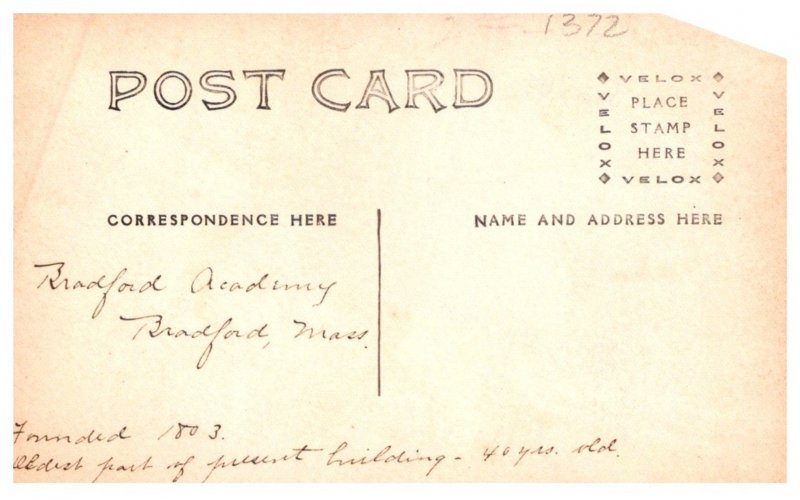 1372
POST CARD
VELOX
VELOX
PLACE
STAMP
HERE
VELOX
VELOX
CORRESPONDENCE HERE
NAME AND ADDRESS HERE
Bradford Academy
Bradford, Mass.
Founded 1803.
Oldest part of present building - 40 yrs. old.